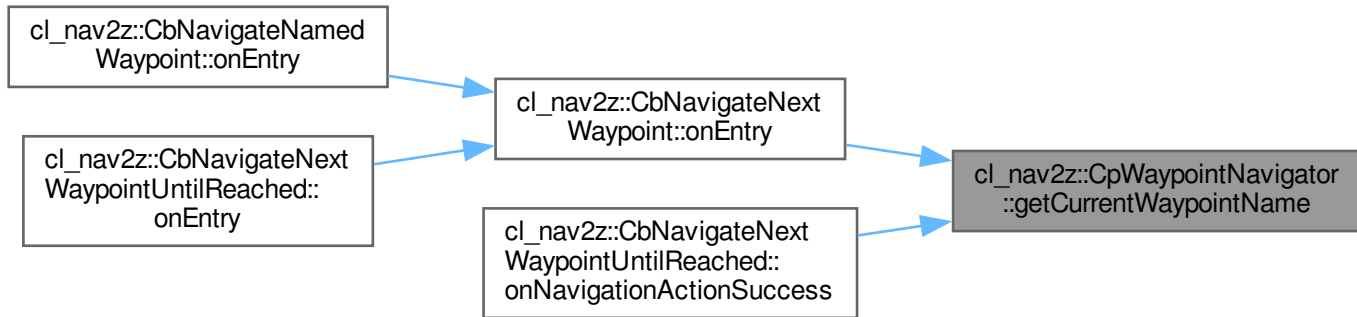 cl_nav2z::CbNavigateNamed
Waypoint::onEntry
cl_nav2z::CbNavigateNext
WaypointUntilReached::
onEntry
cl_nav2z::CbNavigateNext
Waypoint::onEntry
cl_nav2z::CbNavigateNext
WaypointUntilReached::
onNavigationActionSuccess
cl_nav2z::CpWaypointNavigator
::getCurrentWaypointName